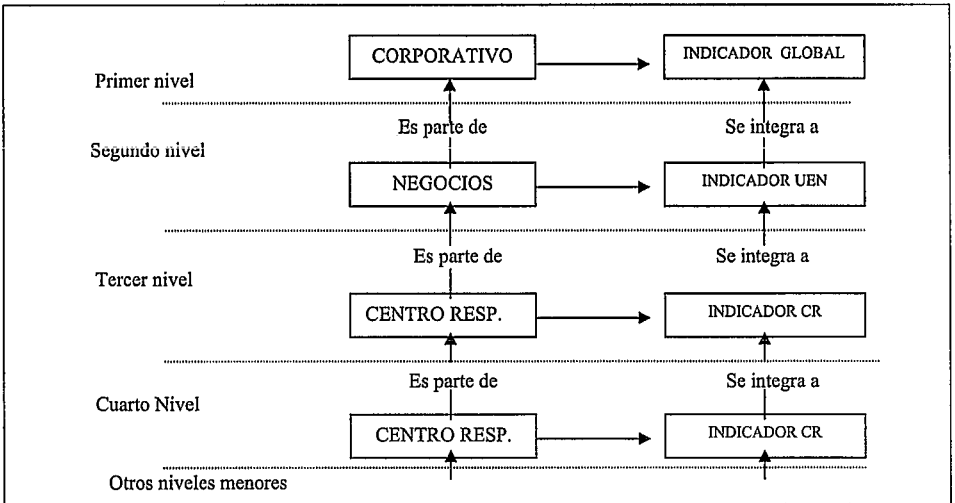 CORPORATIVO
INDICADOR GLOBAL
Primer nivel
Es parte de
Se integra a
Segundo nivel
NEGOCIOS
INDICADOR UEN
Es parte de
Se integra a
Tercer nivel
CENTRO RESP.
INDICADOR CR
Es parte de
Se integra a
Cuarto Nivel
CENTRO RESP.
INDICADOR CR
Otros niveles menores